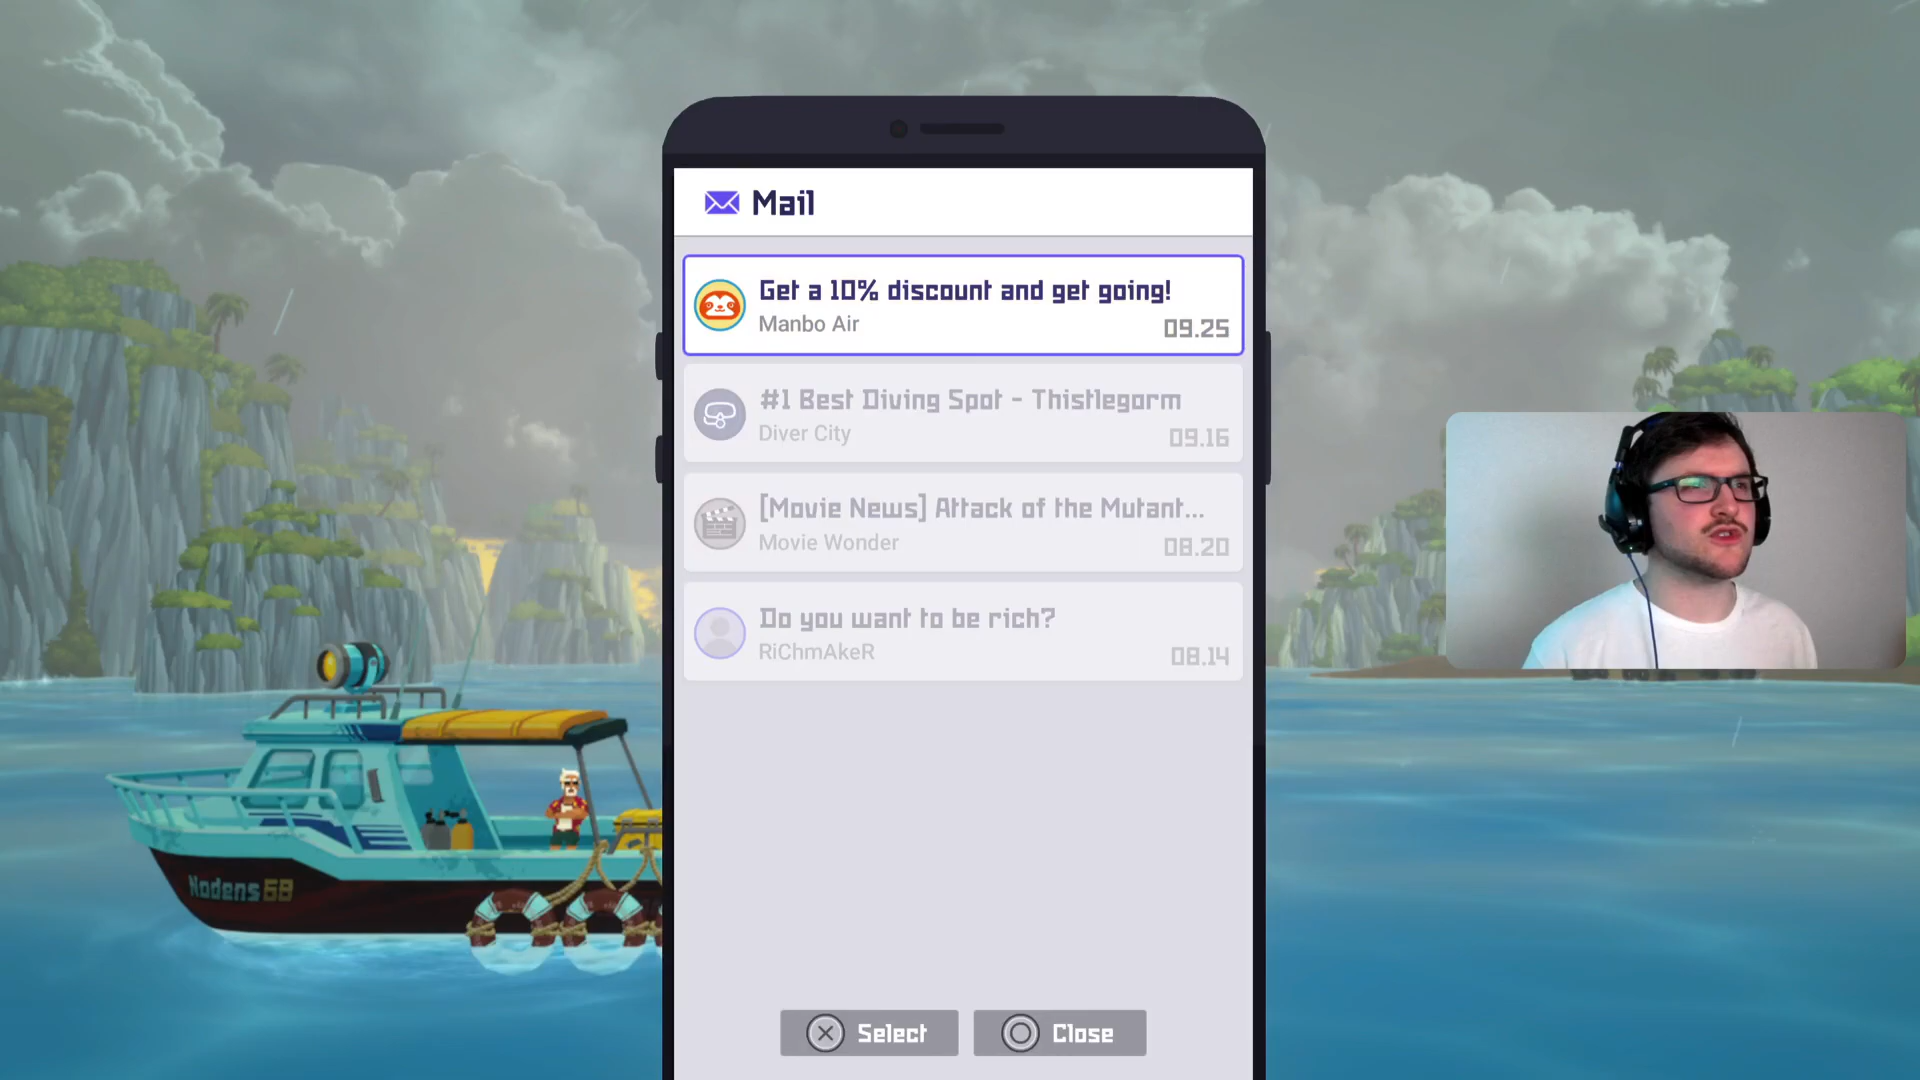 Mail
Get a 10% discount and get going!
Manbo Air
09.25
#1 Best Diving Spot - Thistlegorm
Diver City
09.16
[Movie News] Attack of the Mutant...
Movie Wonder
08.20
Do you want to be rich?
RiChmAkeR
08.14
Nodens68
Select
Close